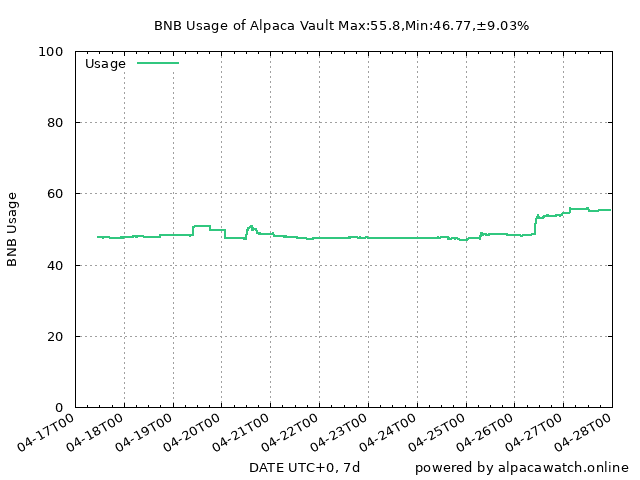 BNB Usage of Alpaca Vault Max:55.8,Min:46.77,±9.03%
100
Usage
80
60
BNB Usage
40
20
0
04-17T00 04-18T00 04-19T00 04-20T00 04-21T00 04-22T00 04-23T00 04-24T00 04-25T00 04-26T00 04-27T00 04-28T00
DATE UTC+0, 7d powered by alpacawatch.online